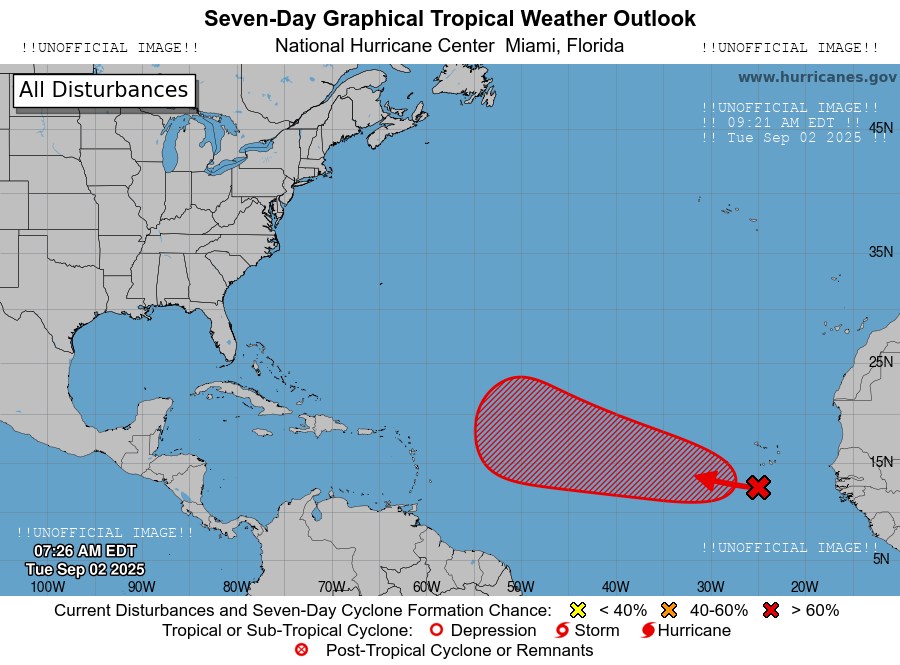 Seven-Day Graphical Tropical Weather Outlook
!!UNOFFICIAL IMAGE!! National Hurricane Center Miami, Florida !!UNOFFICIAL IMAGE!!
All Disturbances
www.hurricanes.gov
!!UNOFFICIAL IMAGE!!
!! 09:21 AM EDT !!
!! Tue Sep 02 2025 !!
45N
35N
25N
15N
!!UNOFFICIAL IMAGE!!
!!UNOFFICIAL IMAGE!!
07:26 AM EDT
Tue Sep 02 2025
5N
100W 90W 80W 70W 60W 50W 40W 30W 20W
Current Disturbances and Seven-Day Cyclone Formation Chance: < 40% 40-60% > 60%
Tropical or Sub-Tropical Cyclone: Depression Storm Hurricane
Post-Tropical Cyclone or Remnants